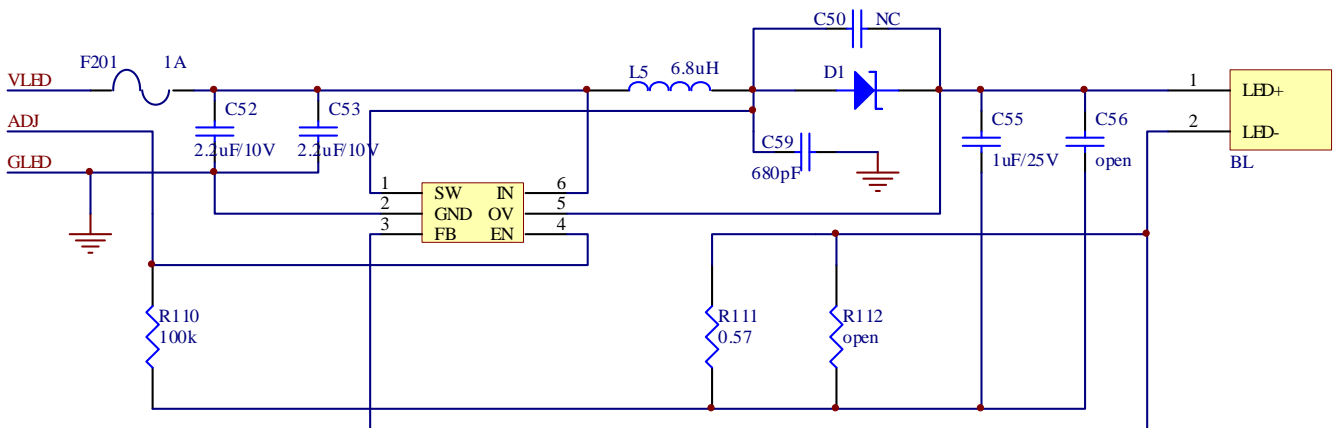 C50 NC
F201 1A
L5 6.8uH
D1
VLED
1
LED+
C52
C53
C55
C56
ADJ
2
LED-
2.2uF/10V
2.2uF/10V
C59
1uF/25V
open
GLED
680pF
BL
1 SW IN 6
2 GND OV 5
3 FB EN 4
R110
100k
R111
0.57
R112
open